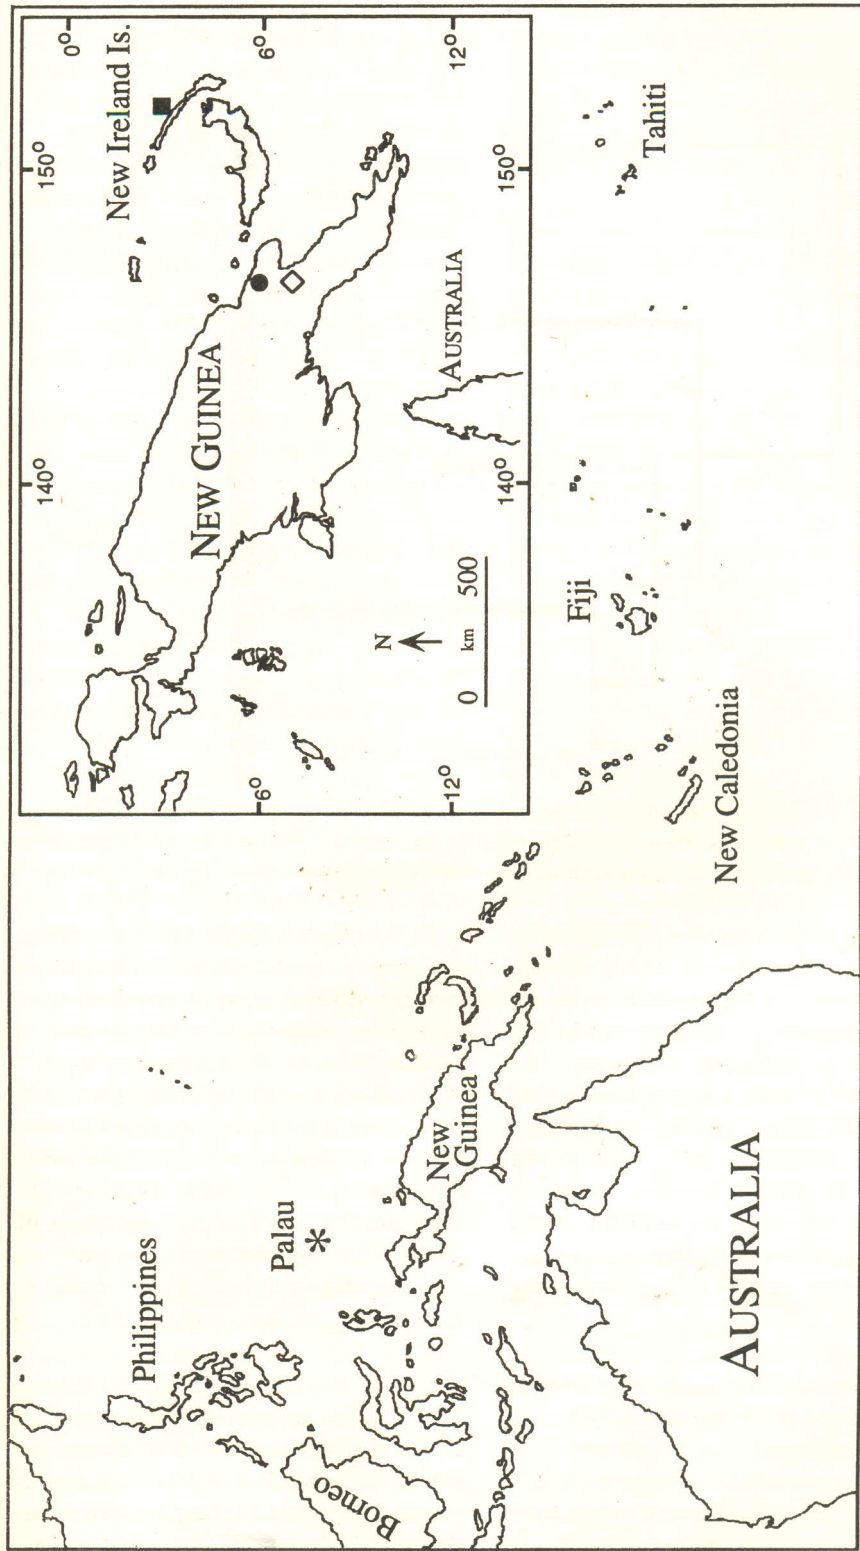 Philippines
Palau
Borneo
New
Guinea
AUSTRALIA
New Caledonia
Fiji
Tahiti
140°
150°
0°
6°
12°
6°
12°
140°
150°
New Ireland Is.
NEW GUINEA
AUSTRALIA
N
0 km 500